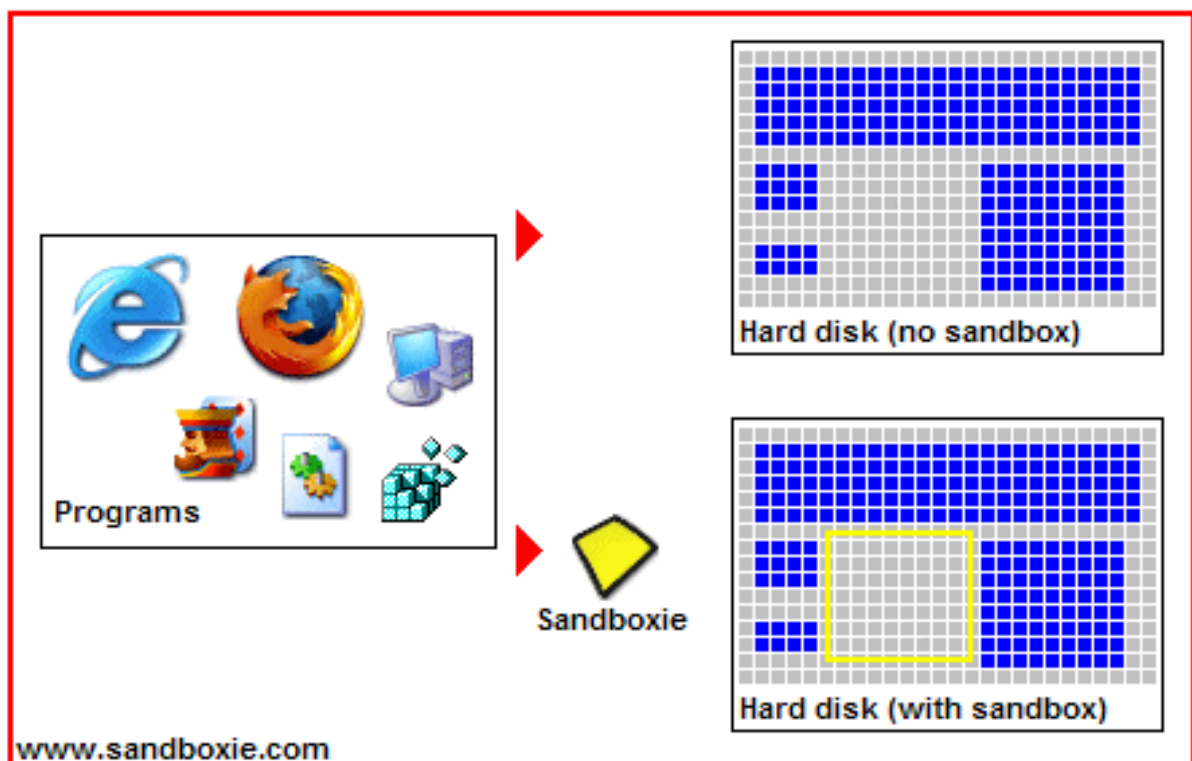 Hard disk (no sandbox)
Programs
Sandboxie
Hard disk (with sandbox)
www.sandboxie.com